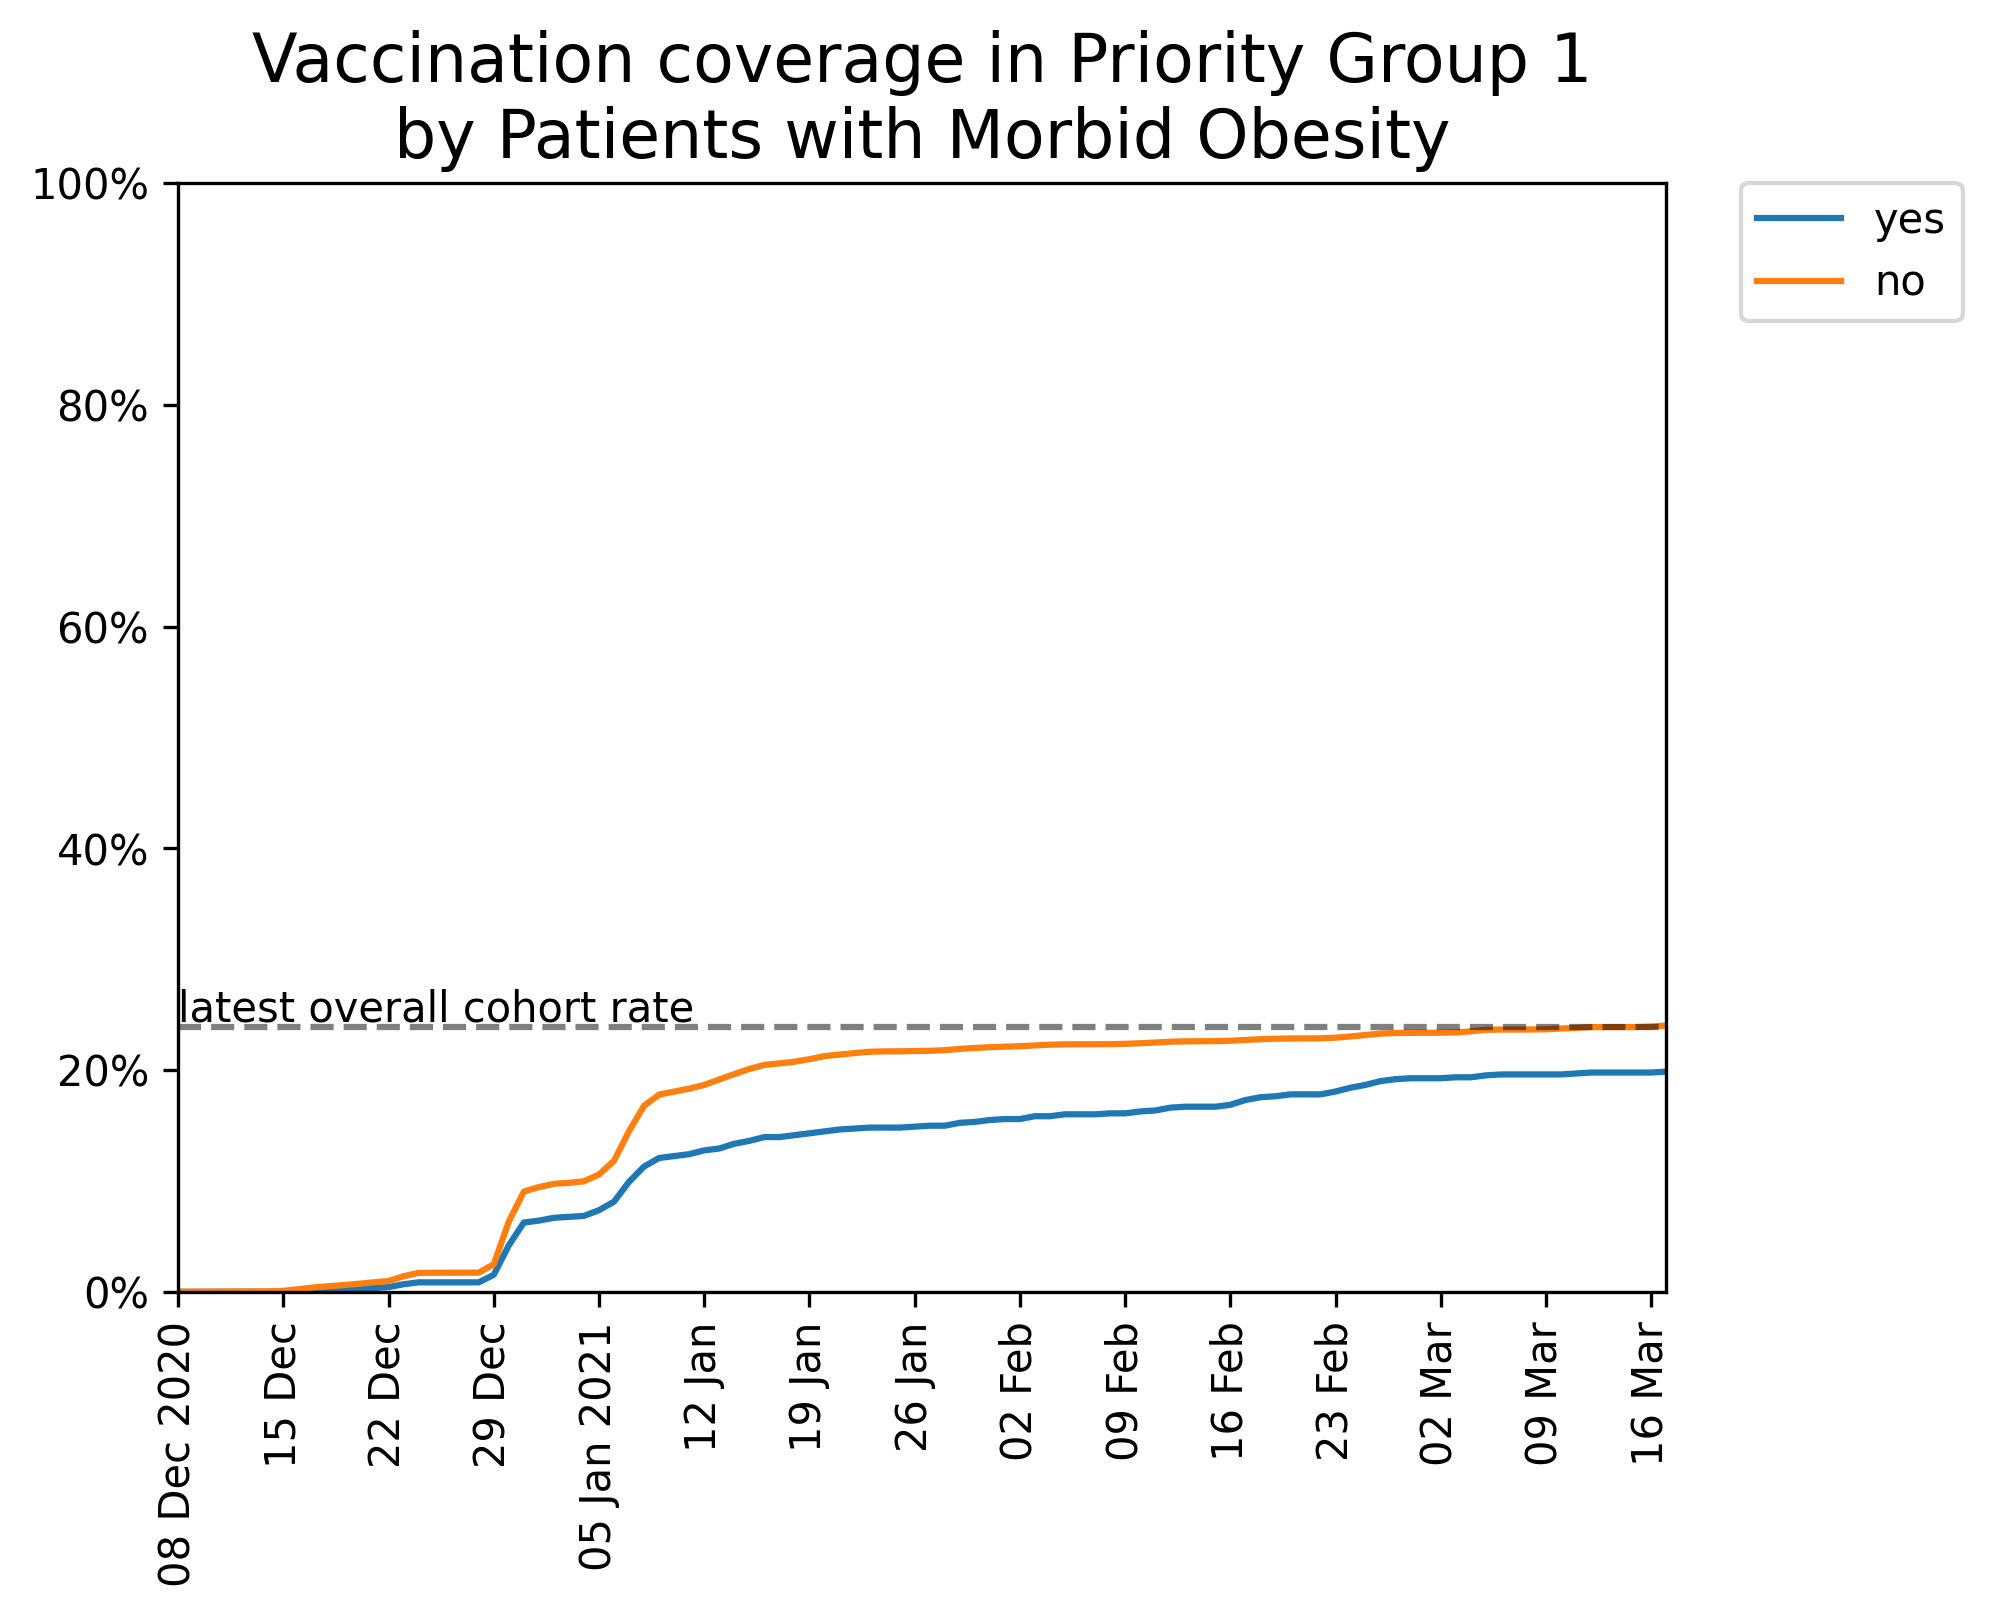 Vaccination coverage in Priority Group 1
by Patients with Morbid Obesity
100%
80%
60%
40%
20%
0%
latest overall cohort rate
yes
no
08 Dec 2020
15 Dec
22 Dec
29 Dec
05 Jan 2021
12 Jan
19 Jan
26 Jan
02 Feb
09 Feb
16 Feb
23 Feb
02 Mar
09 Mar
16 Mar